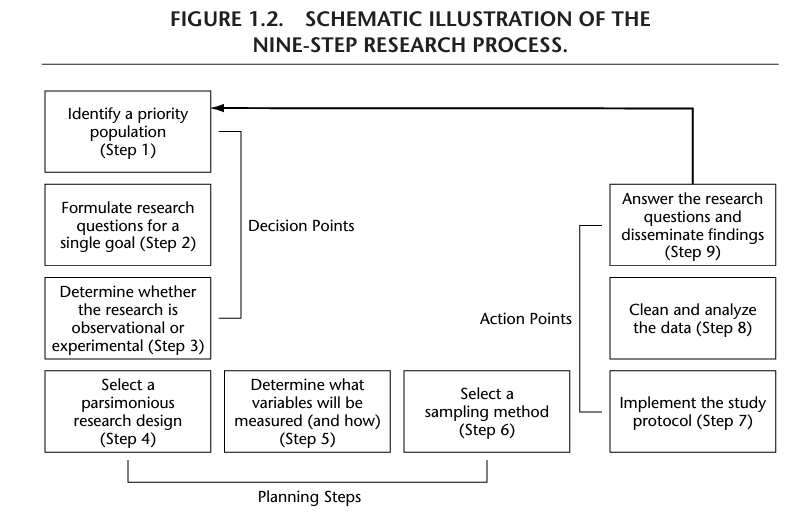 FIGURE 1.2. SCHEMATIC ILLUSTRATION OF THE
NINE-STEP RESEARCH PROCESS.
Identify a priority
population
(Step 1)
Formulate research
questions for a
single goal (Step 2)
Decision Points
Determine whether
the research is
observational or
experimental (Step 3)
Select a
parsimonious
research design
(Step 4)
Determine what
variables will be
measured (and how)
(Step 5)
Select a
sampling method
(Step 6)
Planning Steps
Answer the research
questions and
disseminate findings
(Step 9)
Action Points
Clean and analyze
the data (Step 8)
Implement the study
protocol (Step 7)